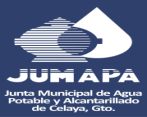 JUMAPA
Junta Municipal de Agua
Potable y Alcantarillado
de Celaya, Gto.